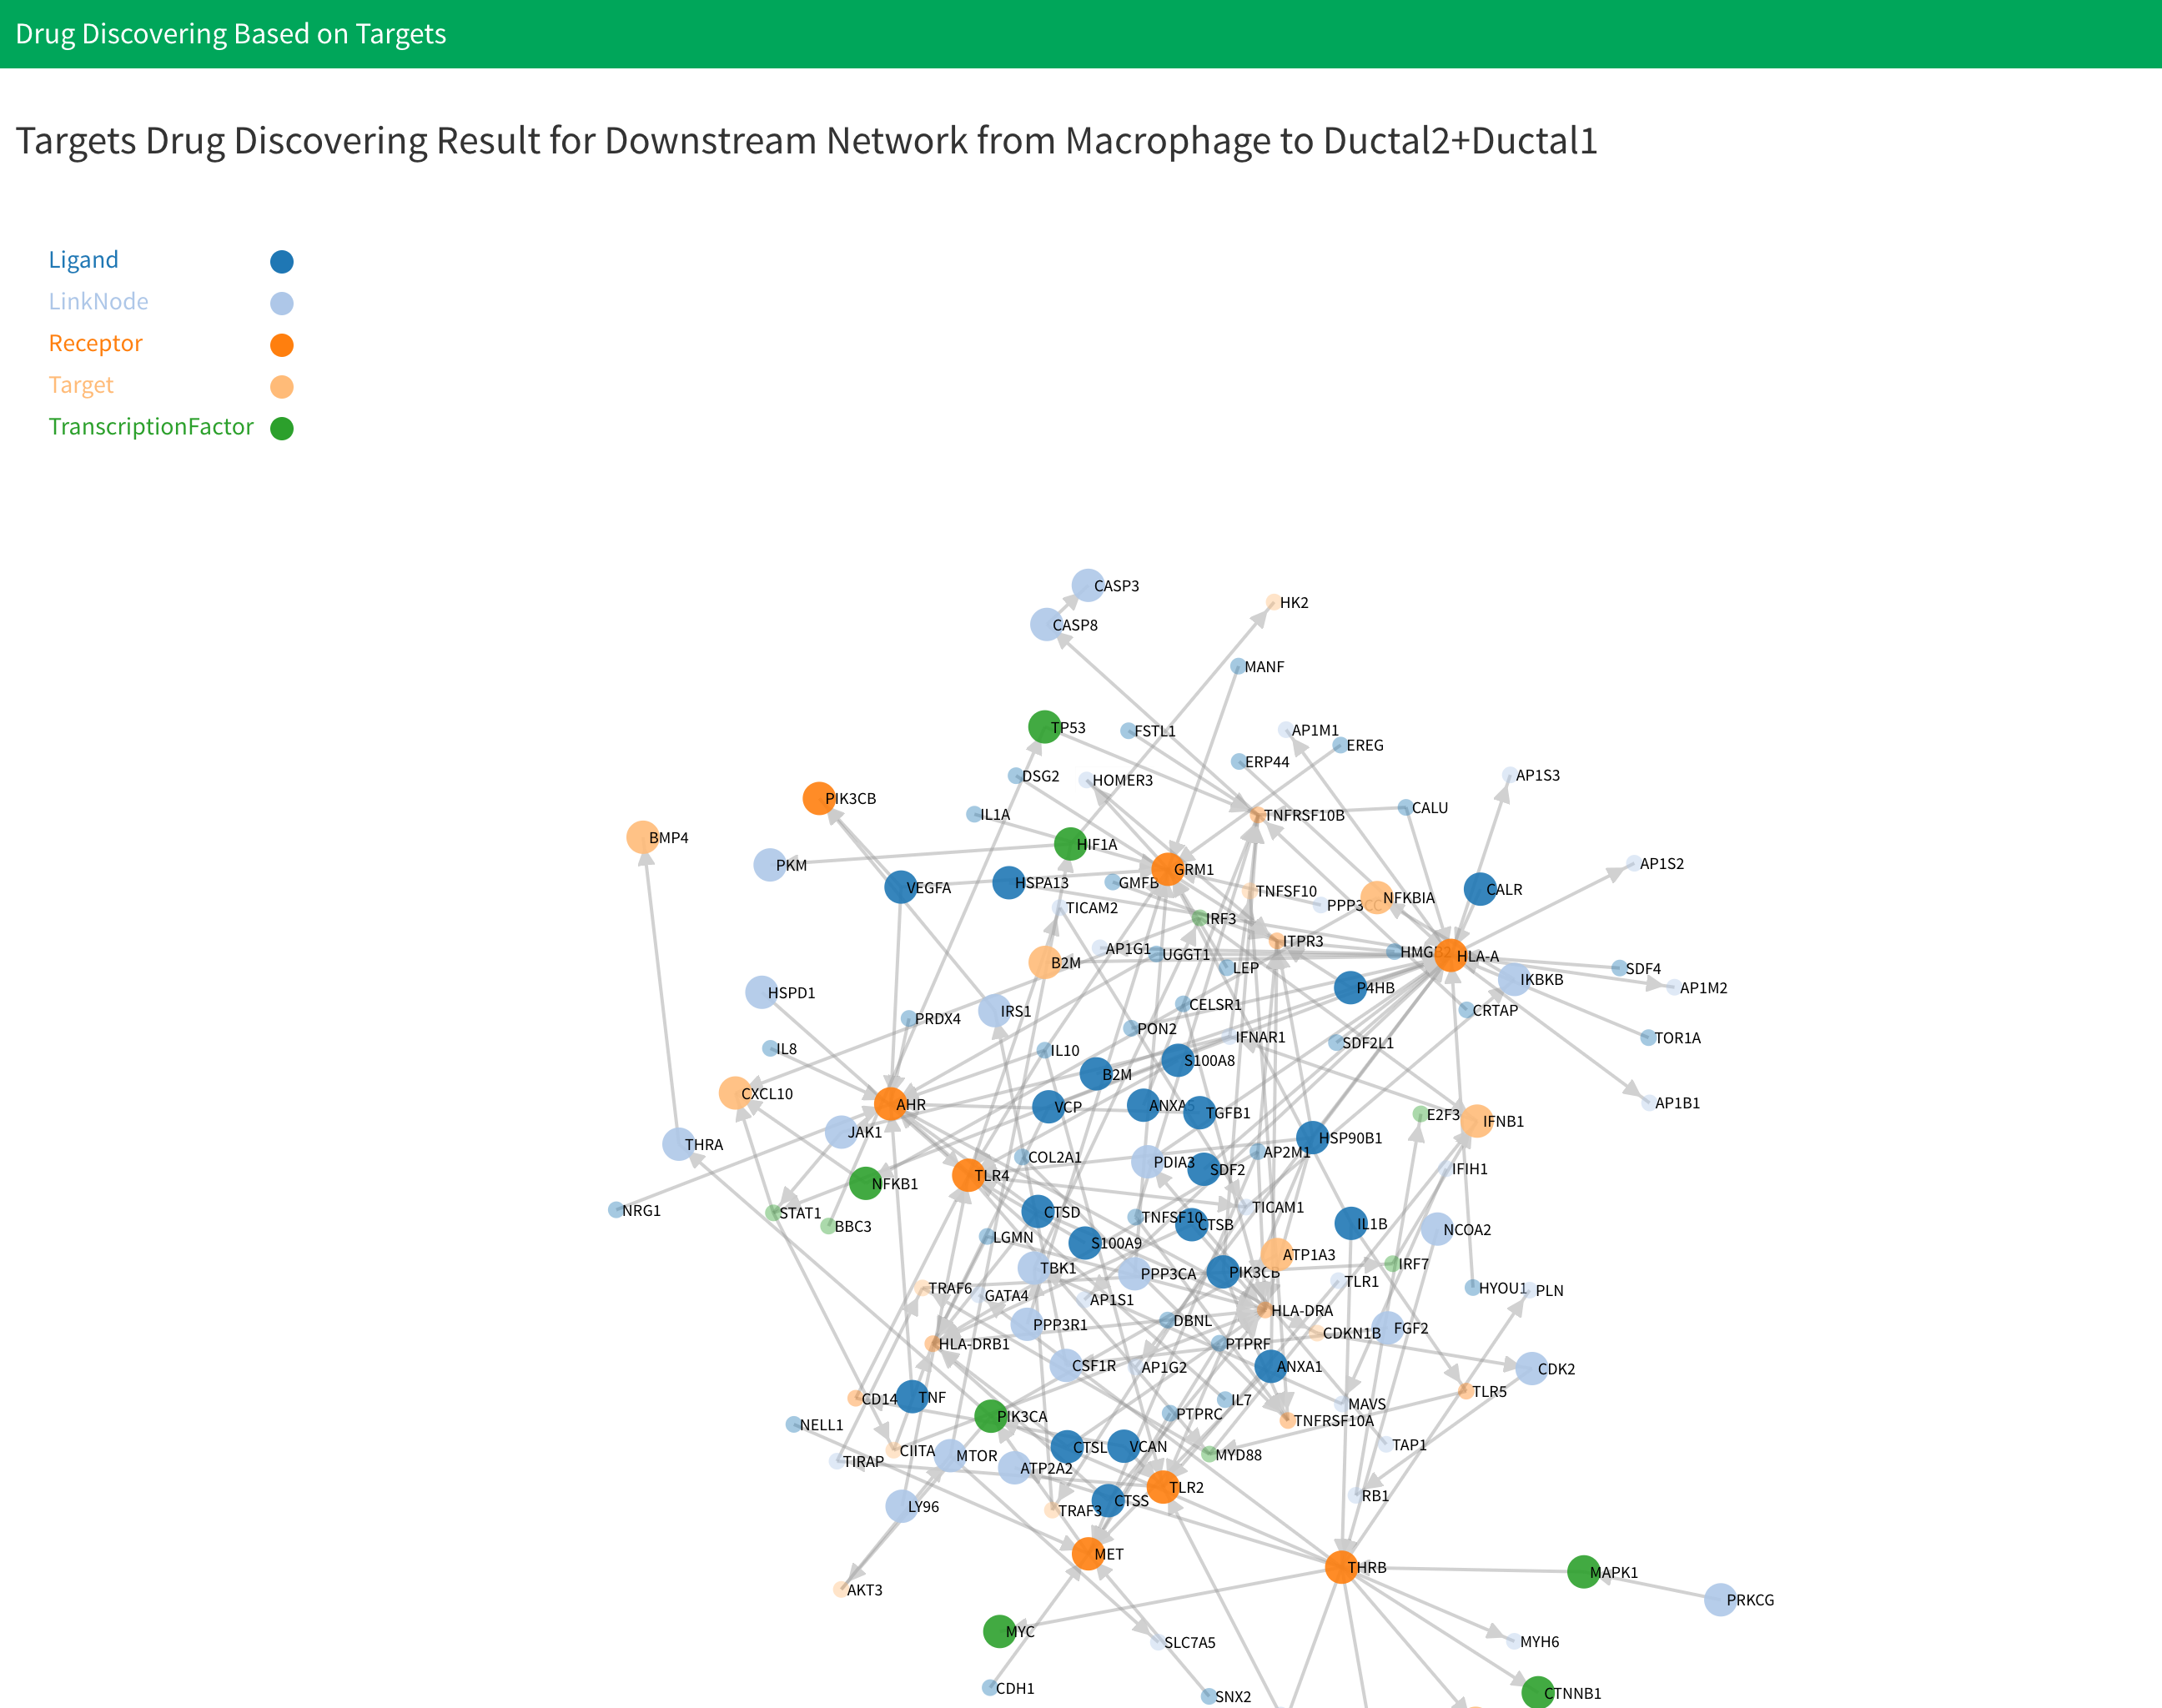 Drug Discovering Based on Targets
Targets Drug Discovering Result for Downstream Network from Macrophage to Ductal2+Ductal1
Ligand
LinkNode
Receptor
Target
TranscriptionFactor
CASP3
HK2
CASP8
MANF
TP53
FSTL1
AP1M1
EREG
ERP44
DSG2
HOMER3
AP1S3
PIK3CB
CALU
IL1A
TNFRSF10B
BMP4
HIF1A
PKM
AP1S2
GRM1
HSPA13
GMFB
VEGFA
CALR
TNFSF10
NFKBIA
PPP3CC
TICAM2
IRF3
ITPR3
AP1G1
UGGT1
HMGB2
HLA-A
B2M
LEP
SDF4
IKBKB
P4HB
AP1M2
HSPD1
CELSR1
CRTAP
IRS1
PRDX4
PON2
IFNAR1
TOR1A
SDF2L1
IL8
IL10
S100A8
B2M
CXCL10
AP1B1
AHR
VCP
ANXA5
TGFB1
E2F3
IFNB1
JAK1
HSP90B1
THRA
AP2M1
COL2A1
PDIA3
SDF2
IFIH1
TLR4
NFKB1
TICAM1
NRG1
STAT1
CTSD
TNFSF10
CTSB
BBC3
IL1B
NCOA2
LGMN
S100A9
ATP1A3
IRF7
TBK1
PPP3CA
PIK3CB
TLR1
TRAF6
GATA4
AP1S1
HYOU1
PLN
HLA-DRA
DBNL
PPP3R1
CDKN1B
FGF2
HLA-DRB1
PTPRF
CSF1R
AP1G2
ANXA1
CDK2
TLR5
CD14
TNF
IL7
MAVS
PTPRC
PIK3CA
TNFRSF10A
NELL1
CTSL
VCAN
TAP1
CIITA
MTOR
MYD88
TIRAP
ATP2A2
TLR2
RB1
CTSS
LY96
TRAF3
MET
THRB
MAPK1
AKT3
PRKCG
MYC
SLC7A5
MYH6
CDH1
SNX2
CTNNB1